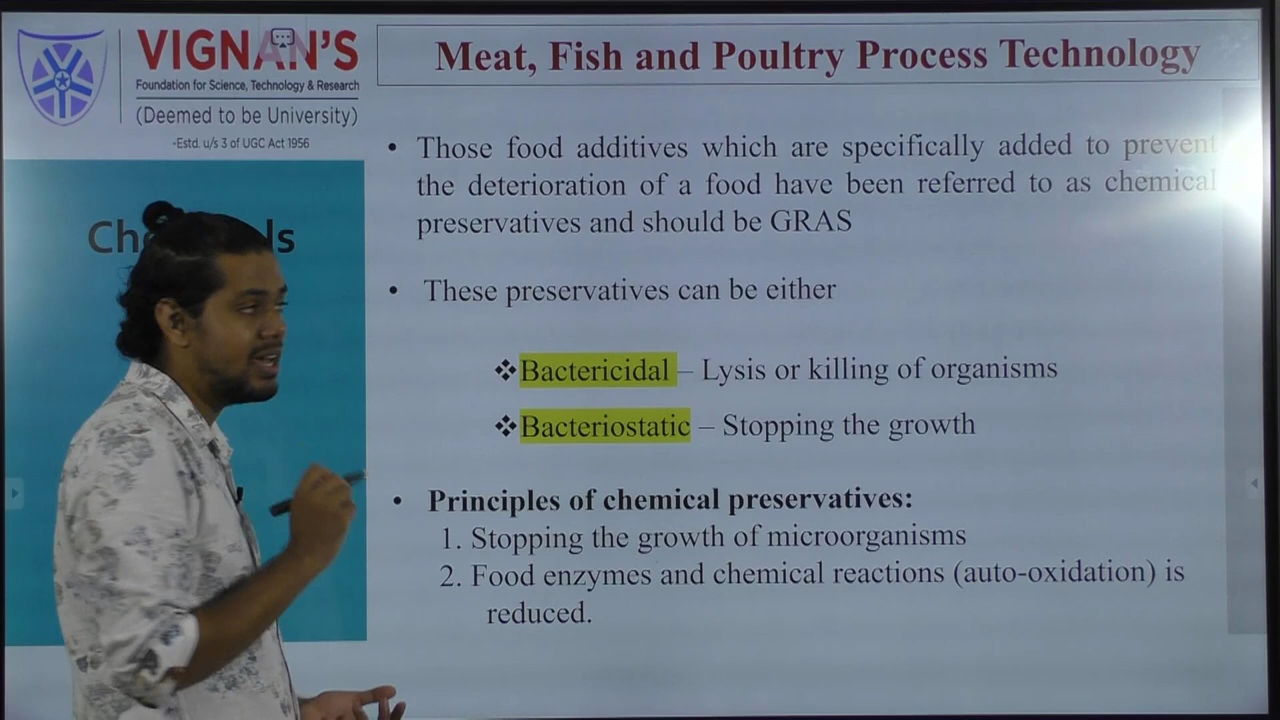 VIGNAN'S
Foundation for Science, Technology & Research
(Deemed to be University)
-Estd. u/s 3 of UGC Act 1956
Meat, Fish and Poultry Process Technology
• Those food additives which are specifically added to prevent
the deterioration of a food have been referred to as chemical
preservatives and should be GRAS
• These preservatives can be either
❖Bactericidal – Lysis or killing of organisms
❖Bacteriostatic – Stopping the growth
• Principles of chemical preservatives:
1. Stopping the growth of microorganisms
2. Food enzymes and chemical reactions (auto-oxidation) is
reduced.